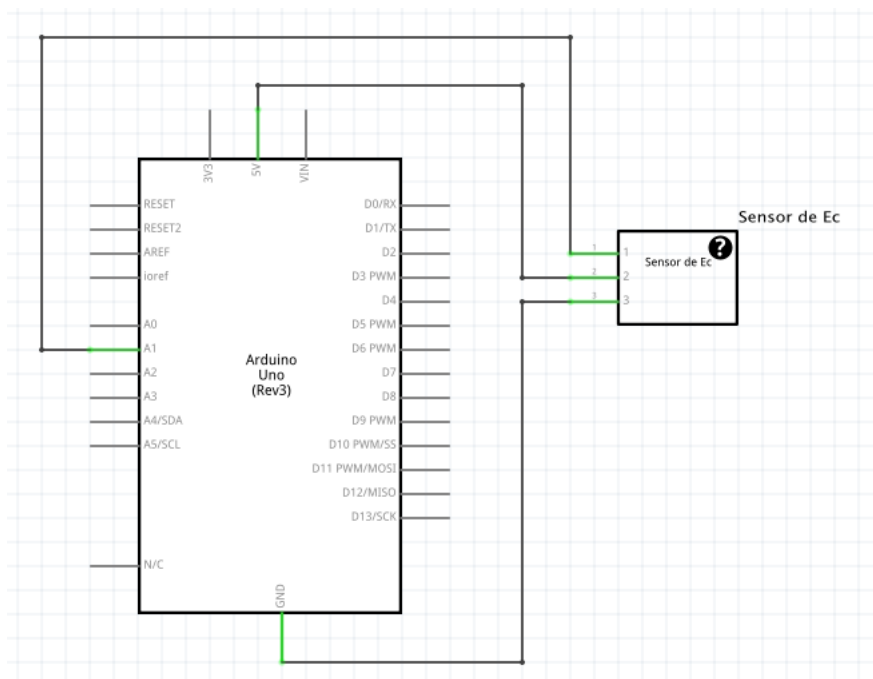 Sensor de Ec
3V3
5V
VIN
RESET
RESET2
AREF
ioref
A0
A1
A2
A3
A4/SDA
A5/SCL
N/C
Arduino
Uno
(Rev3)
D0/RX
D1/TX
D2
D3 PWM
D4
D5 PWM
D6 PWM
D7
D8
D9 PWM
D10 PWM/SS
D11 PWM/MOSI
D12/MISO
D13/SCK
GND
1
2
3
?
Sensor de Ec
1
2
3